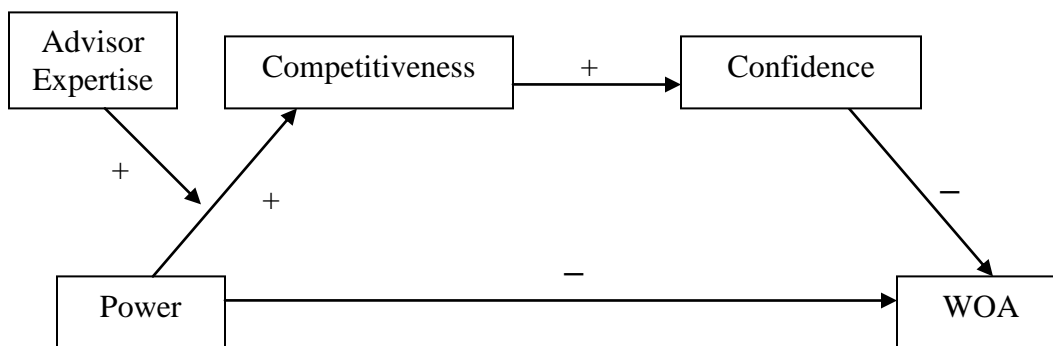 Advisor
Expertise
Competitiveness
+
Confidence
+
+
−
−
Power
WOA